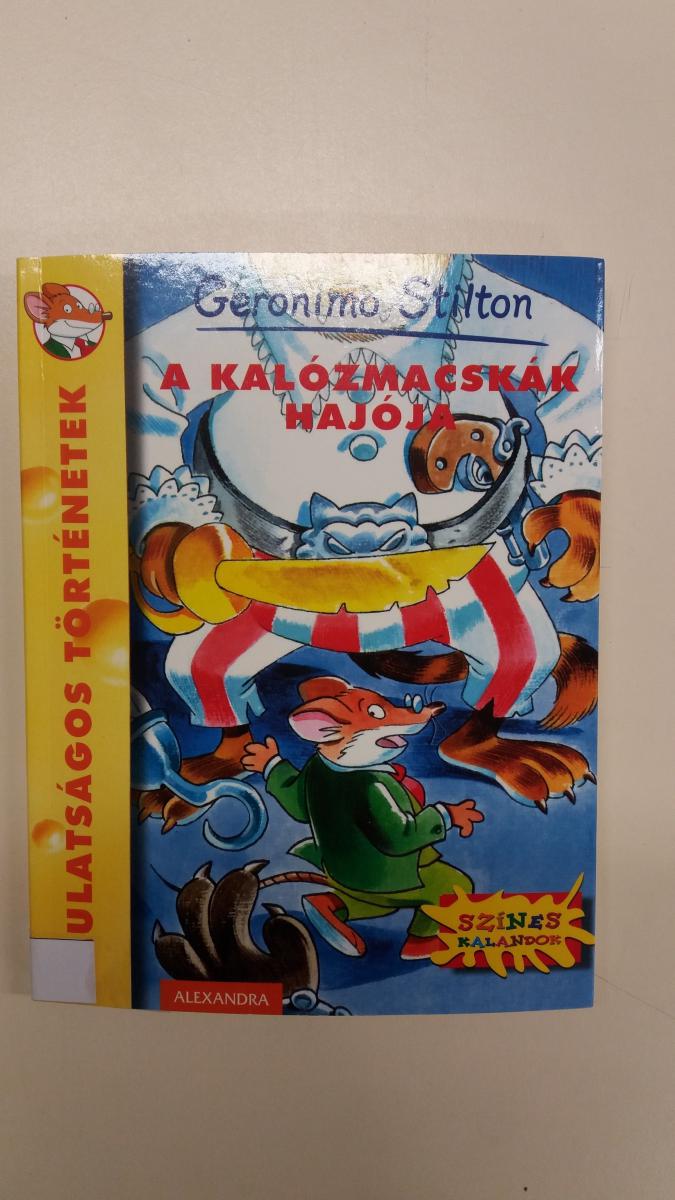 Geronimo Stilton
A KALÓZMACSKÁK
HAJÓJA
ULATSÁGOS TÖRTÉNETEK
SZÍNES
KALANDOK
ALEXANDRA